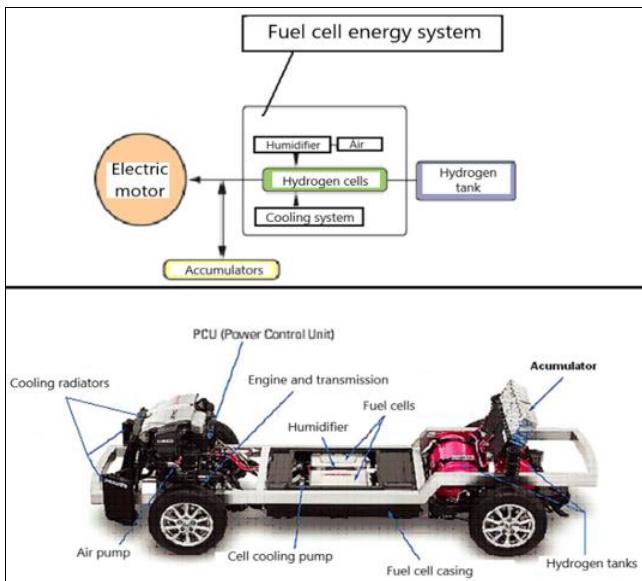 Fuel cell energy system
Humidifier
Air
Electric
motor
Hydrogen cells
Hydrogen
tank
Cooling system
Accumulators
PCU (Power Control Unit)
Cooling radiators
Engine and transmission
Acumulator
Fuel cells
Humidifier
Air pump
Cell cooling pump
Fuel cell casing
Hydrogen tanks